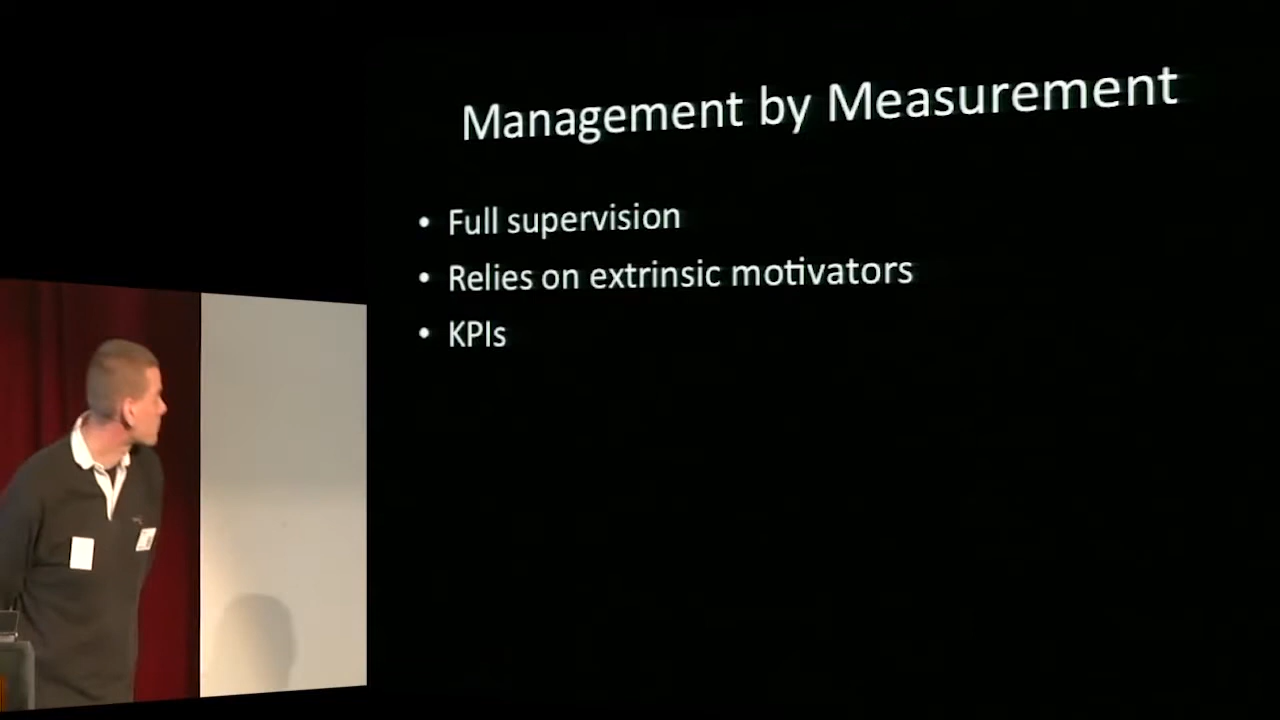 Management by Measurement
• Full supervision
• Relies on extrinsic motivators
• KPIs